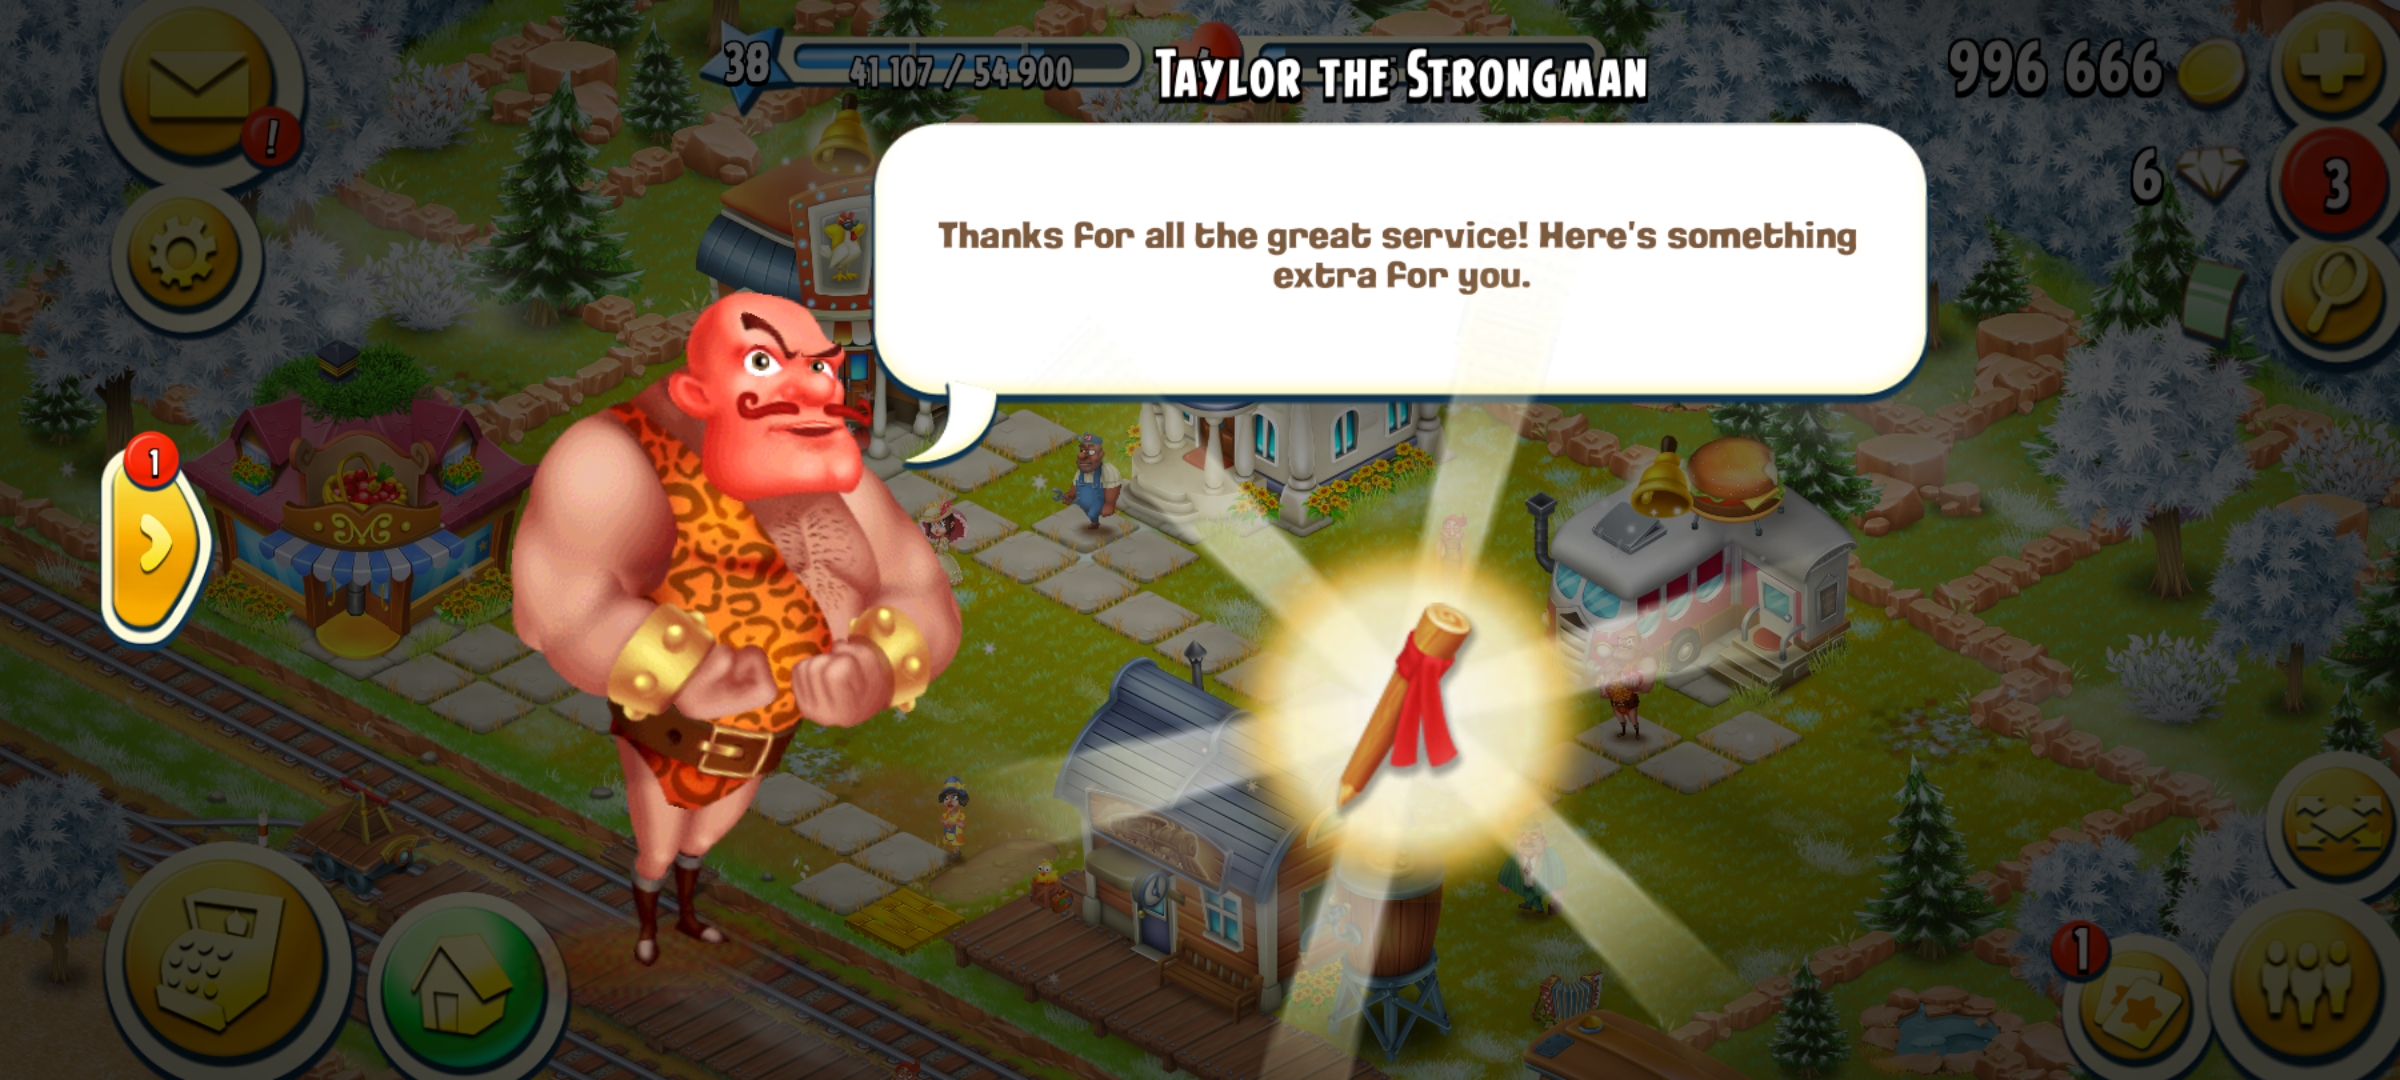 38
41 107 / 54 900
TAYLOR THE STRONGMAN
996 666
!
6
3
Thanks for all the great service! Here's something
extra for you.
1
1